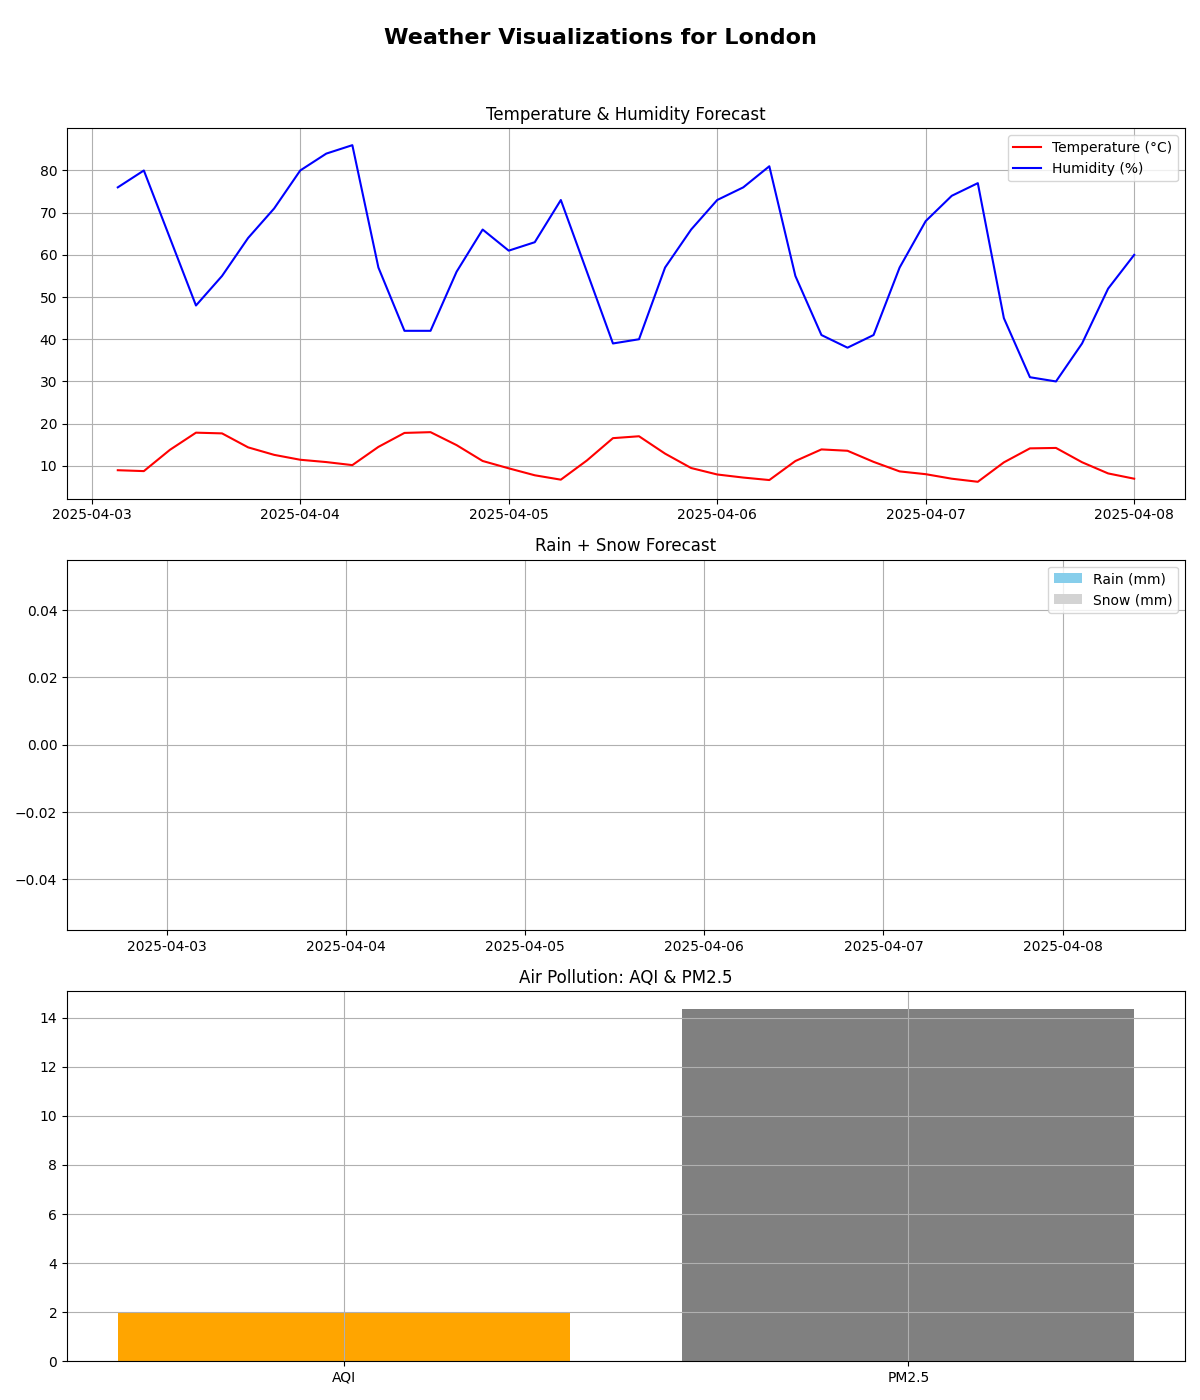 Weather Visualizations for London
Temperature & Humidity Forecast
Temperature (°C)
Humidity (%)
80
70
60
50
40
30
20
10
2025-04-03 2025-04-04 2025-04-05 2025-04-06 2025-04-07 2025-04-08
Rain + Snow Forecast
Rain (mm)
Snow (mm)
0.04
0.02
0.00
−0.02
−0.04
2025-04-03 2025-04-04 2025-04-05 2025-04-06 2025-04-07 2025-04-08
Air Pollution: AQI & PM2.5
14
12
10
8
6
4
2
0
AQI PM2.5